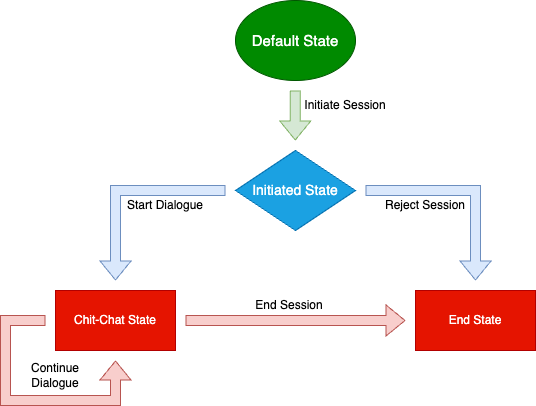 Default State
Initiate Session
Initiated State
Start Dialogue
Reject Session
Chit-Chat State
End Session
End State
Continue
Dialogue